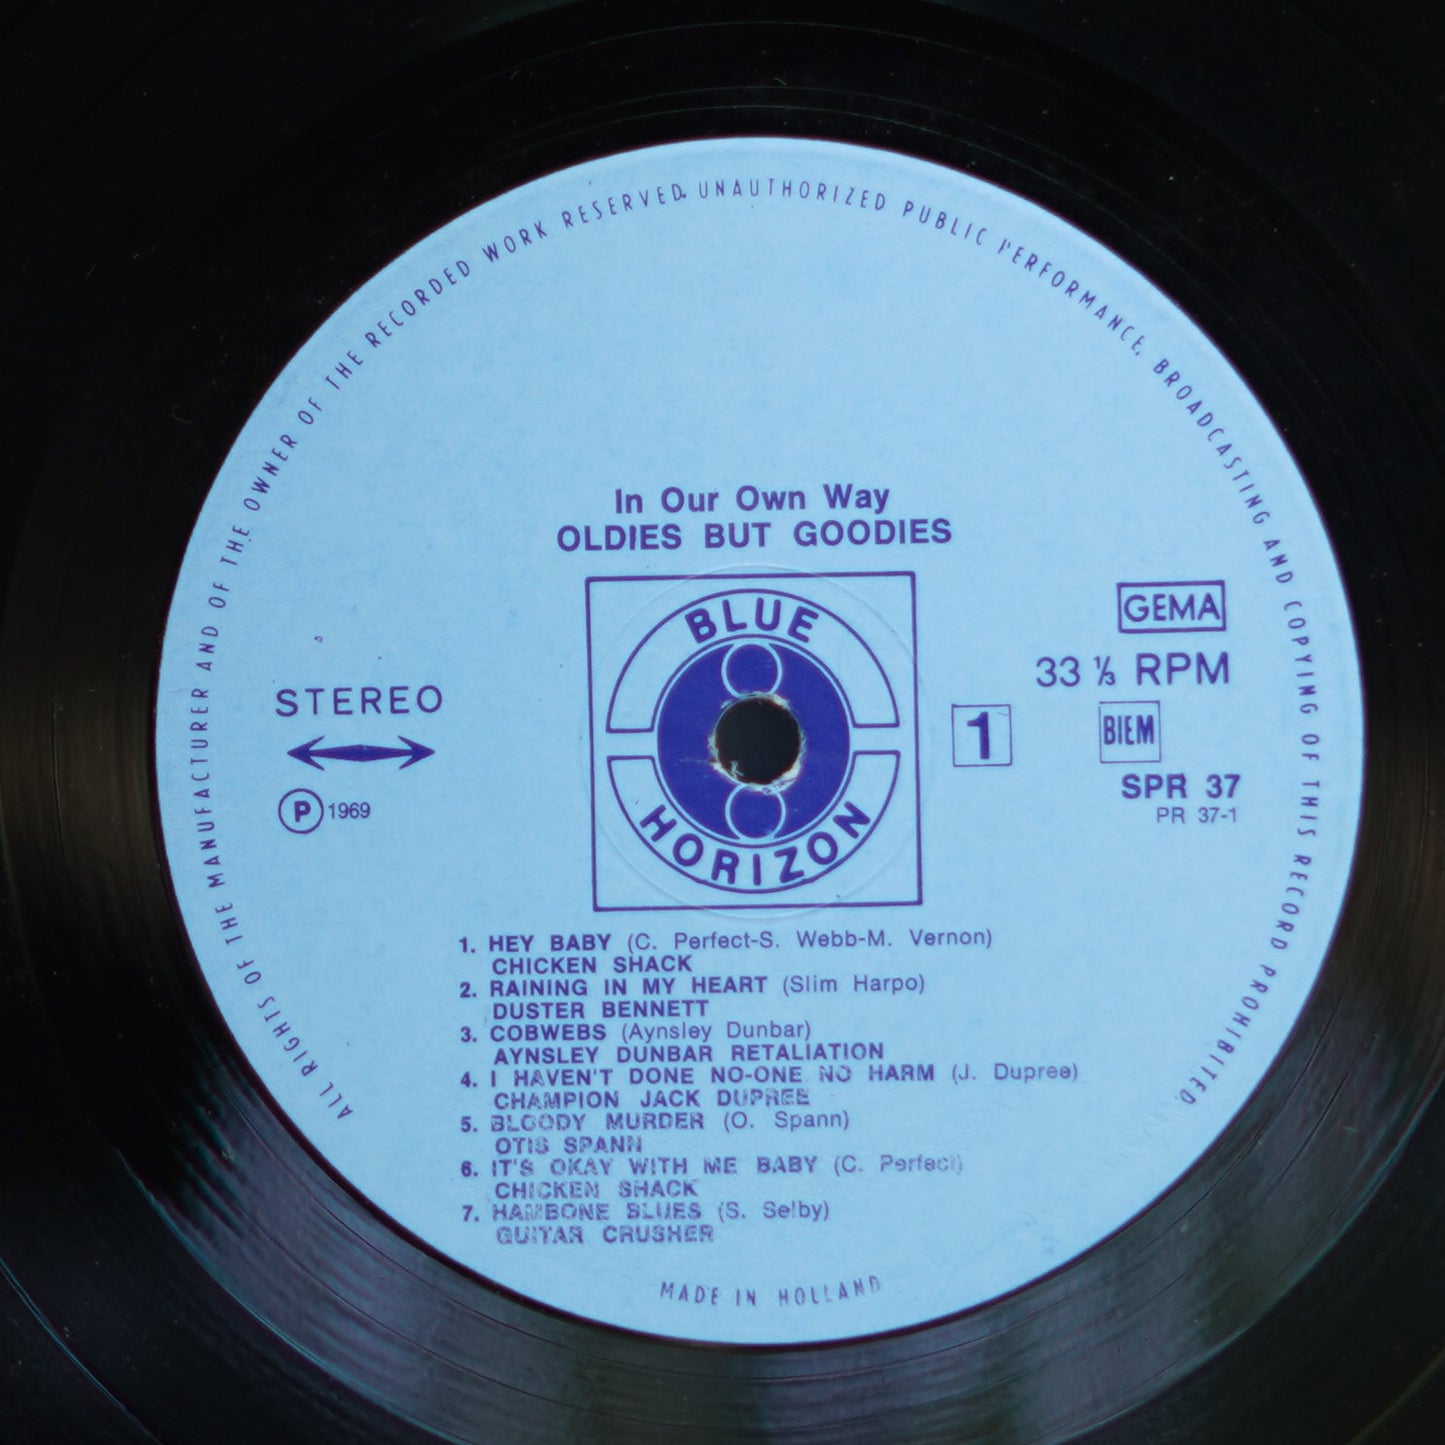 ALL RIGHTS OF THE MANUFACTURER AND OF THE OWNER OF THE RECORDED WORK RESERVED. UNAUTHORIZED PUBLIC PERFORMANCE, BROADCASTING AND COPYING OF THIS RECORD PROHIBITED.
In Our Own Way
OLDIES BUT GOODIES
BLUE
HORIZON
STEREO
P 1969
1
GEMA
33 ⅓ RPM
BIEM
SPR 37
PR 37-1
1. HEY BABY (C. Perfect-S. Webb-M. Vernon)
CHICKEN SHACK
2. RAINING IN MY HEART (Slim Harpo)
DUSTER BENNETT
3. COBWEBS (Aynsley Dunbar)
AYNSLEY DUNBAR RETALIATION
4. I HAVEN'T DONE NO-ONE NO HARM (J. Dupree)
CHAMPION JACK DUPREE
5. BLOODY MURDER (O. Spann)
OTIS SPANN
6. IT'S OKAY WITH ME BABY (C. Perfect)
CHICKEN SHACK
7. HAMBONE BLUES (S. Selby)
GUITAR CRUSHER
MADE IN HOLLAND